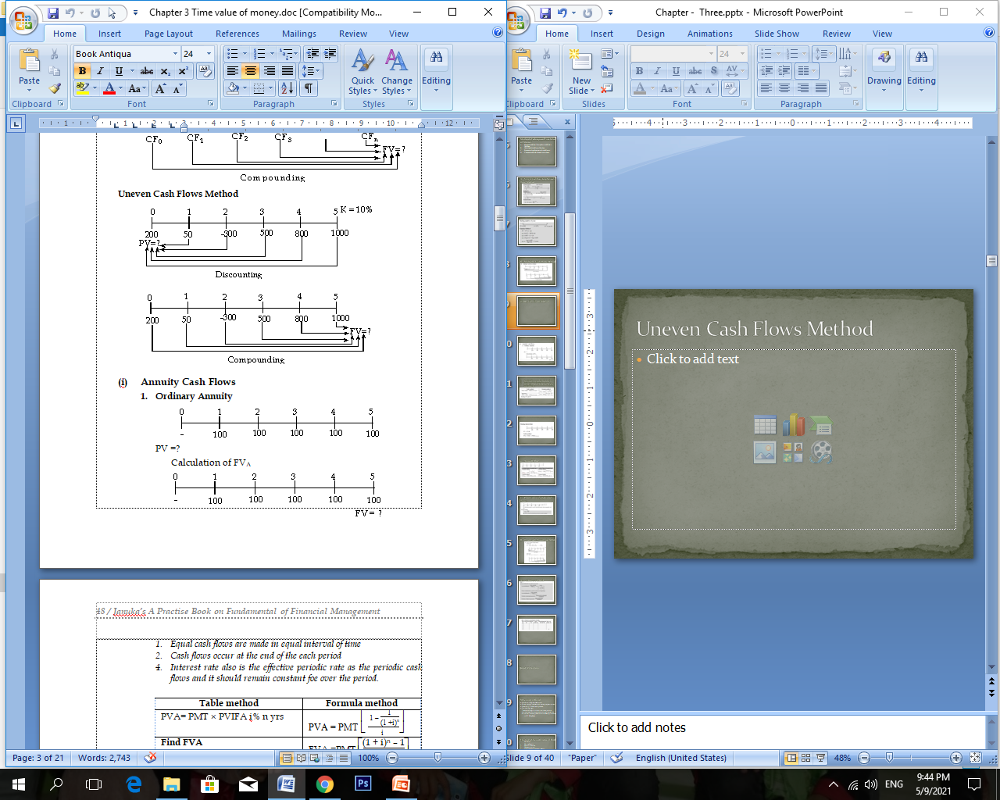 Chapter 3 Time value of money.doc [Compatibility Mo...
Home Insert Page Layout References Mailings Review View
Book Antiqua 24
Paste
Quick Styles
Change Styles
Editing
Clipboard Font Paragraph Styles
CF0 CF1 CF2 CF3 CFn
FV=?
Compounding
Uneven Cash Flows Method
0 1 2 3 4 5 K = 10%
200 50 -300 500 800 1000
PV=?
Discounting
0 1 2 3 4 5
200 50 -300 500 800 1000
FV=?
Compounding
(i) Annuity Cash Flows
1. Ordinary Annuity
0 1 2 3 4 5
- 100 100 100 100 100
PV =?
Calculation of FVA
0 1 2 3 4 5
- 100 100 100 100 100
FV = ?
48 / Januka's A Practise Book on Fundamental of Financial Management
1. Equal cash flows are made in equal interval of time
2. Cash flows occur at the end of the each period
4. Interest rate also is the effective periodic rate as the periodic cash
flows and it should remain constant foe over the period.
Table method Formula method
PVA= PMT × PVIFA i% n yrs
PVA = PMT [1 - 1/(1+i)^n / i]
Find FVA
FVA =PMT [(1 + i)^n - 1
Page: 3 of 21 Words: 2,743 100%
Chapter - Three.pptx - Microsoft PowerPoint
Home Insert Design Animations Slide Show Review View
24
Paste
New Slide
Drawing
Editing
Clipboard Slides Font Paragraph
Uneven Cash Flows Method
Click to add text
Click to add notes
Slide 9 of 40 "Paper" English (United States) 48%
ENG
9:44 PM
5/9/2021